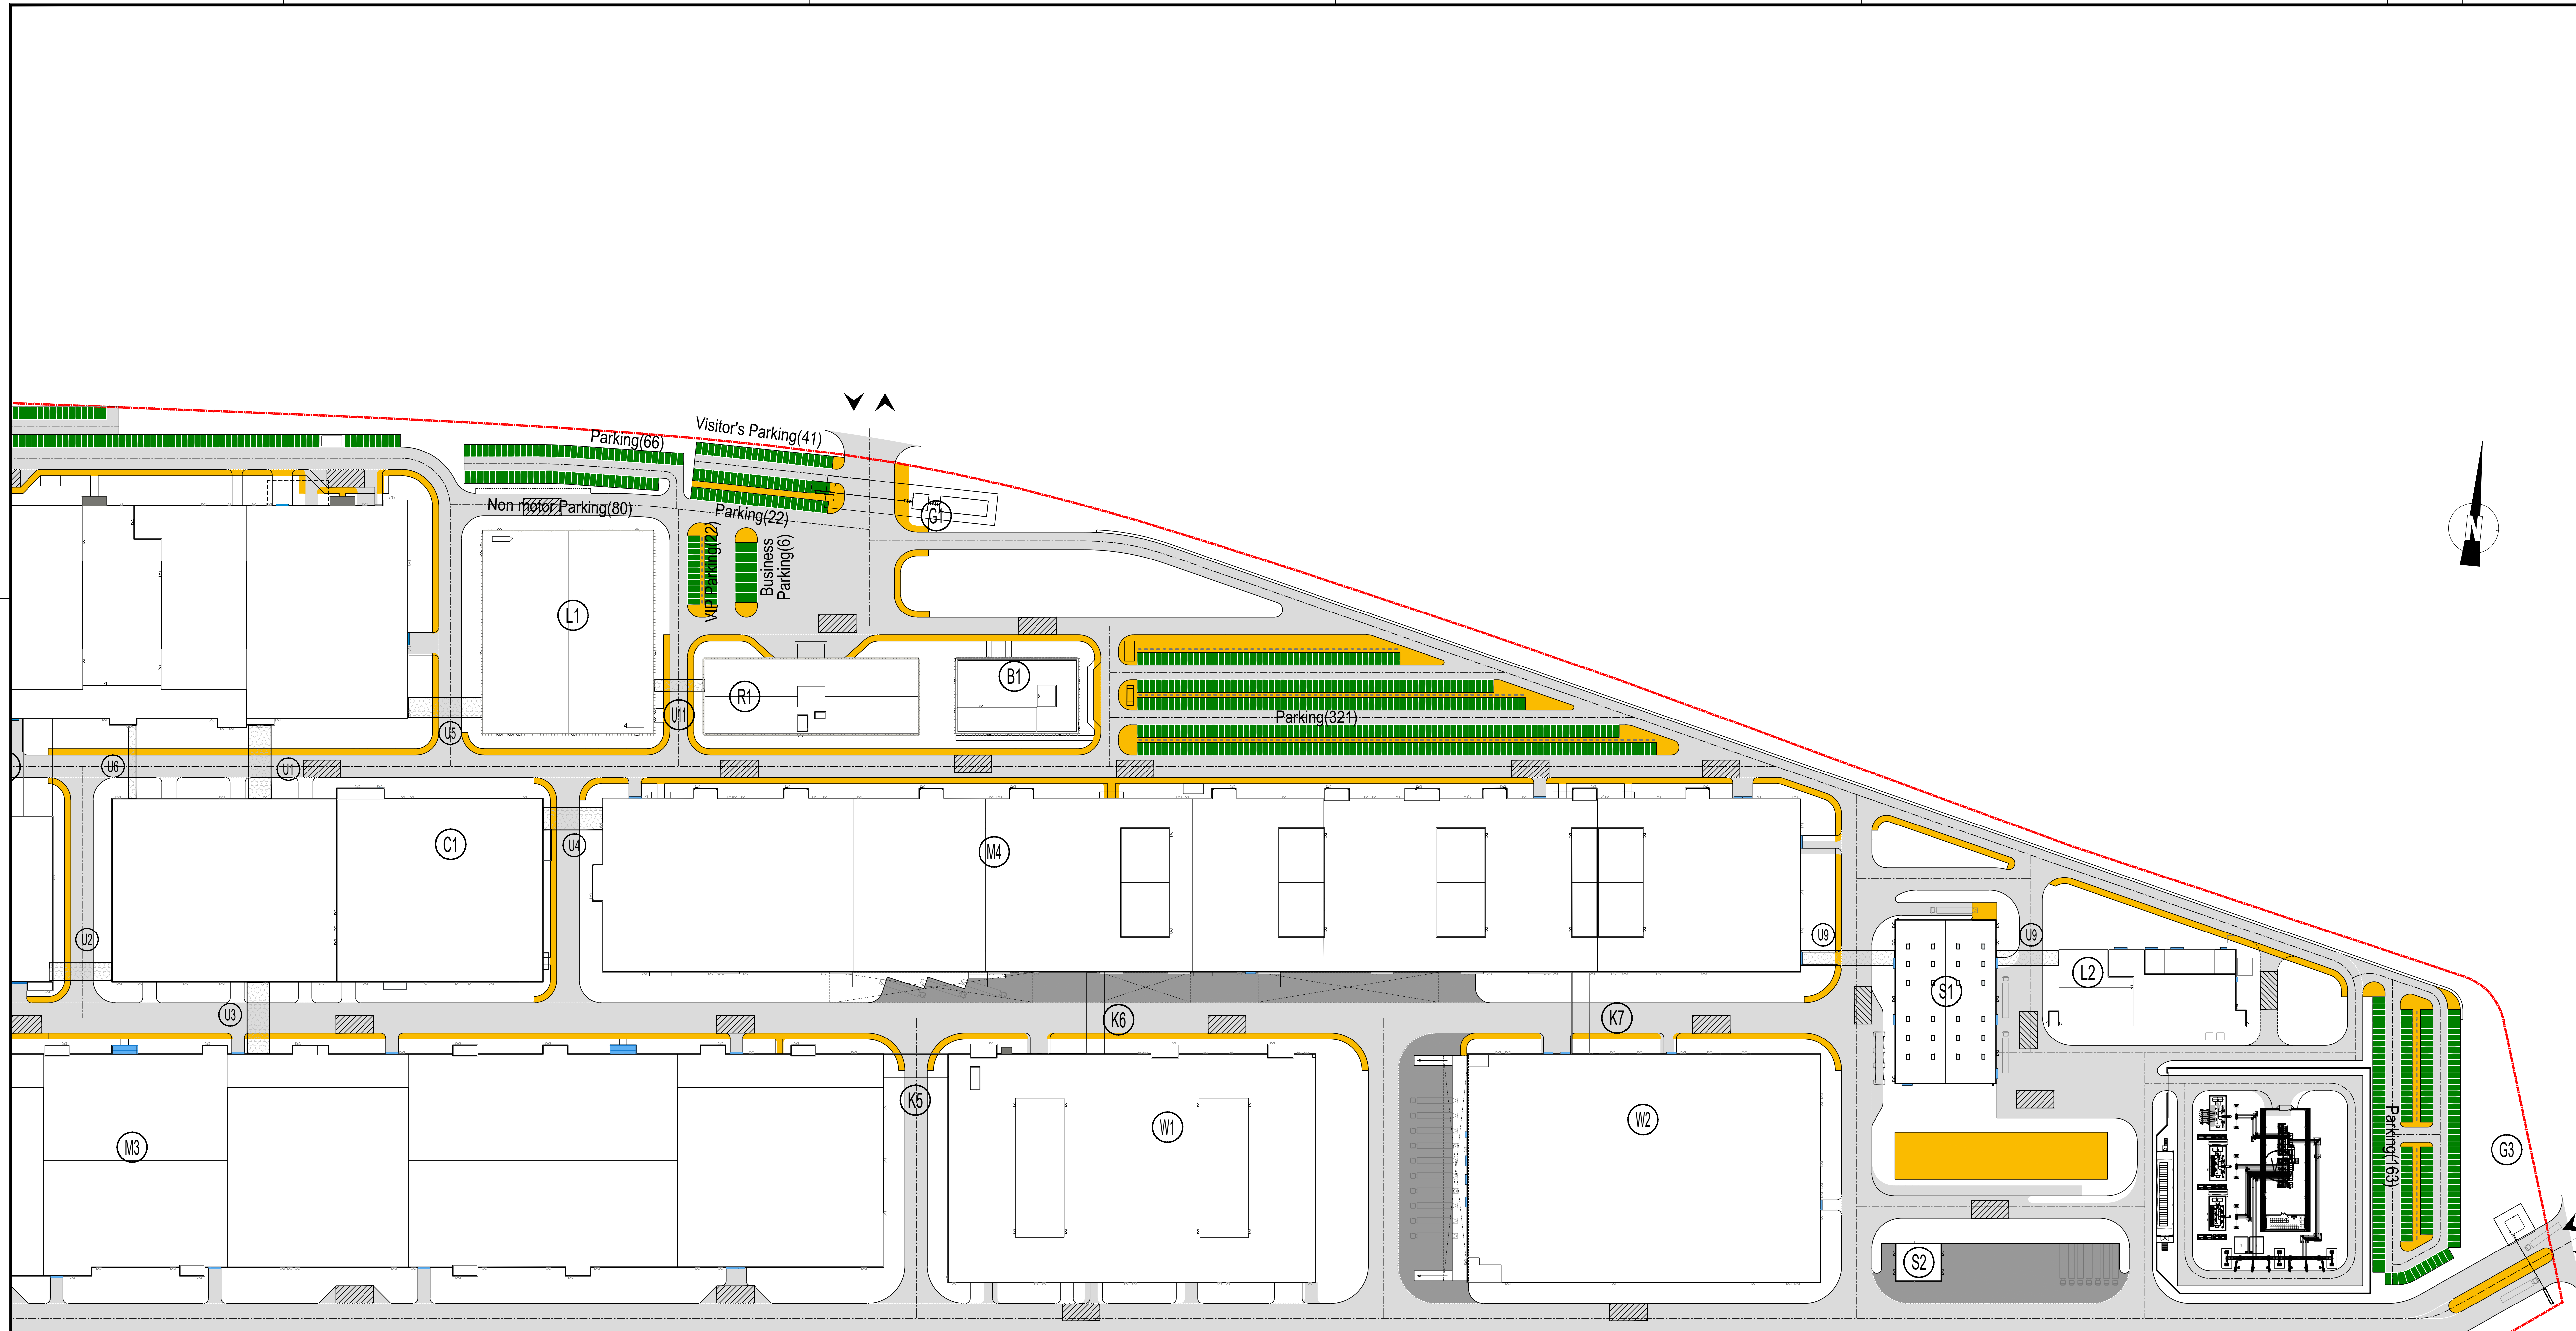 Visitor's Parking(41)
Parking(66)
Non motor Parking(80)
Parking(22)
G1
VIP Parking(22)
Business
Parking(6)
N
L1
R1
B1
U11
U5
Parking(321)
U6
U1
C1
U4
M4
U2
U9
U9
L2
S1
U3
K6
K7
K5
M3
W1
W2
Parking(163)
G3
S2